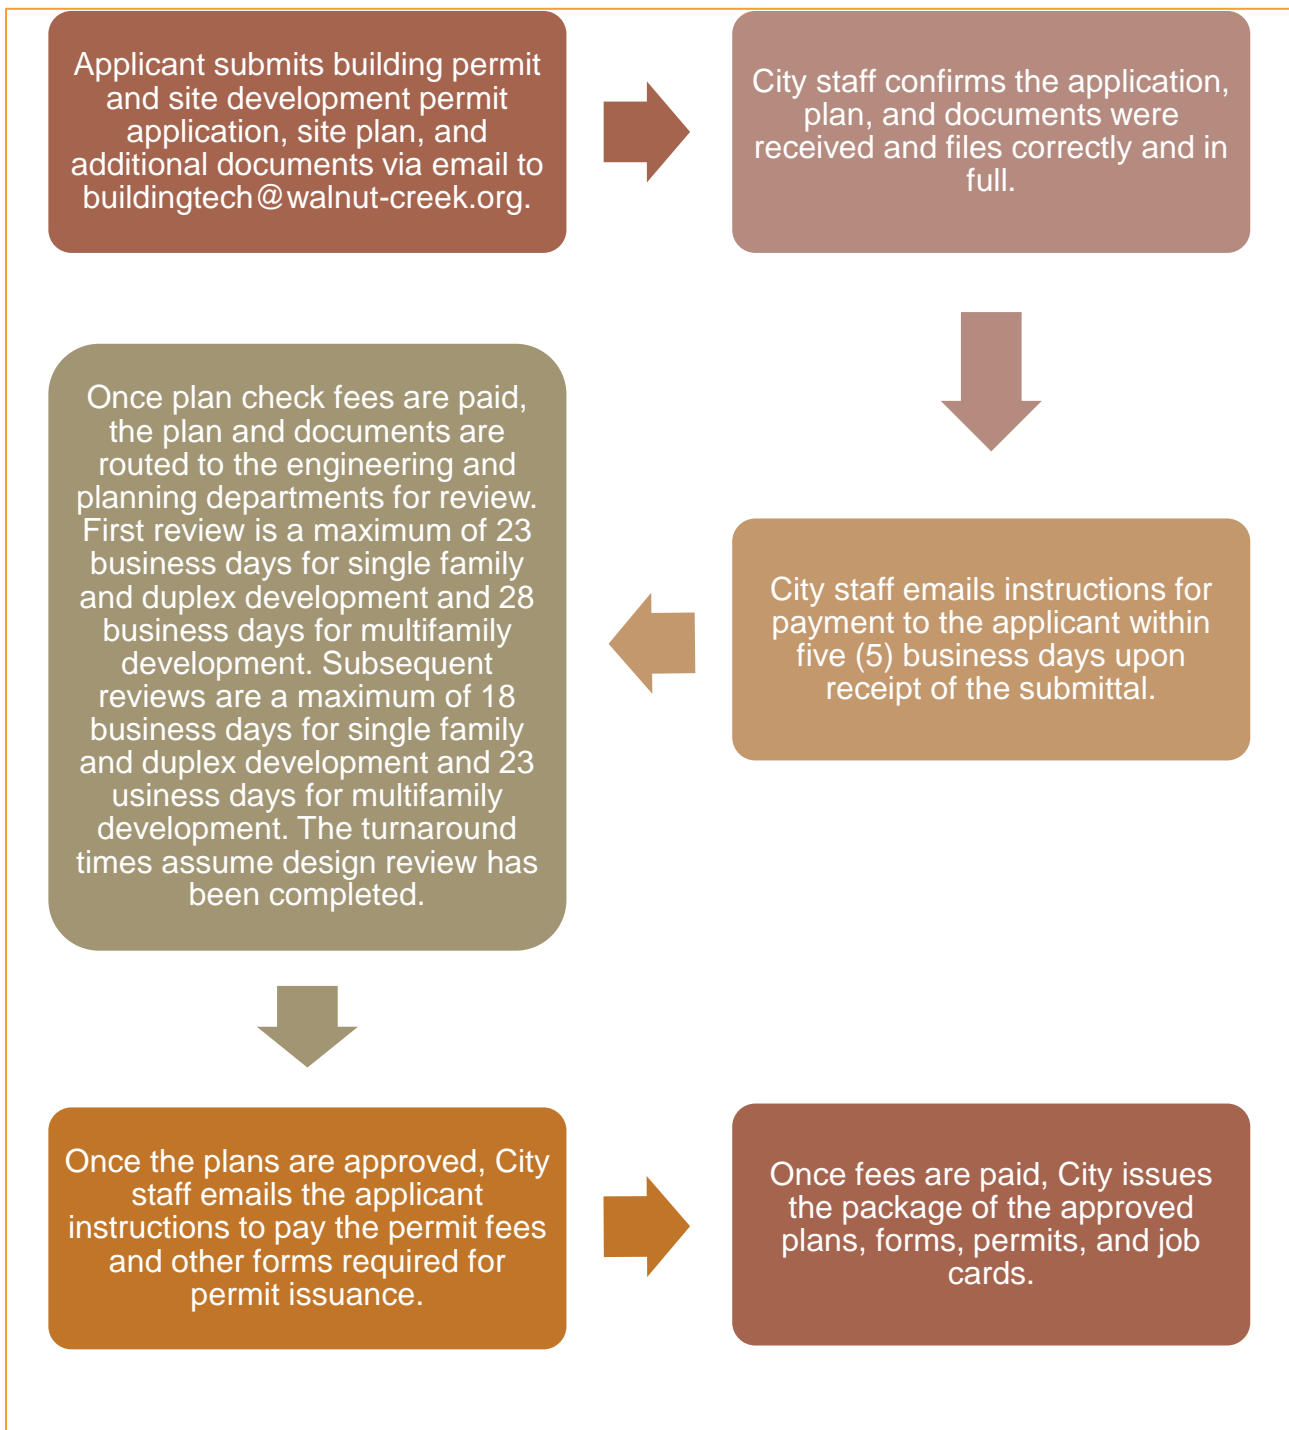 Applicant submits building permit
and site development permit
application, site plan, and
additional documents via email to
buildingtech@walnut-creek.org.
City staff confirms the application,
plan, and documents were
received and files correctly and in
full.
City staff emails instructions for
payment to the applicant within
five (5) business days upon
receipt of the submittal.
Once plan check fees are paid,
the plan and documents are
routed to the engineering and
planning departments for review.
First review is a maximum of 23
business days for single family
and duplex development and 28
business days for multifamily
development. Subsequent
reviews are a maximum of 18
business days for single family
and duplex development and 23
usiness days for multifamily
development. The turnaround
times assume design review has
been completed.
Once the plans are approved, City
staff emails the applicant
instructions to pay the permit fees
and other forms required for
permit issuance.
Once fees are paid, City issues
the package of the approved
plans, forms, permits, and job
cards.